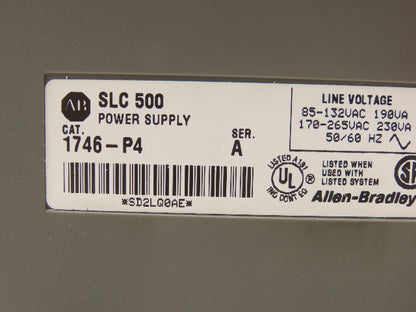 AB SLC 500
POWER SUPPLY
CAT. SER.
1746-P4 A
*SD2LQ0AE*
LINE VOLTAGE
85-132VAC 190VA
170-265VAC 230VA
50/60 HZ
LISTED A197
UL ®
IND CONT EQ
LISTED WHEN
USED WITH
LISTED SYSTEM
Allen-Bradley